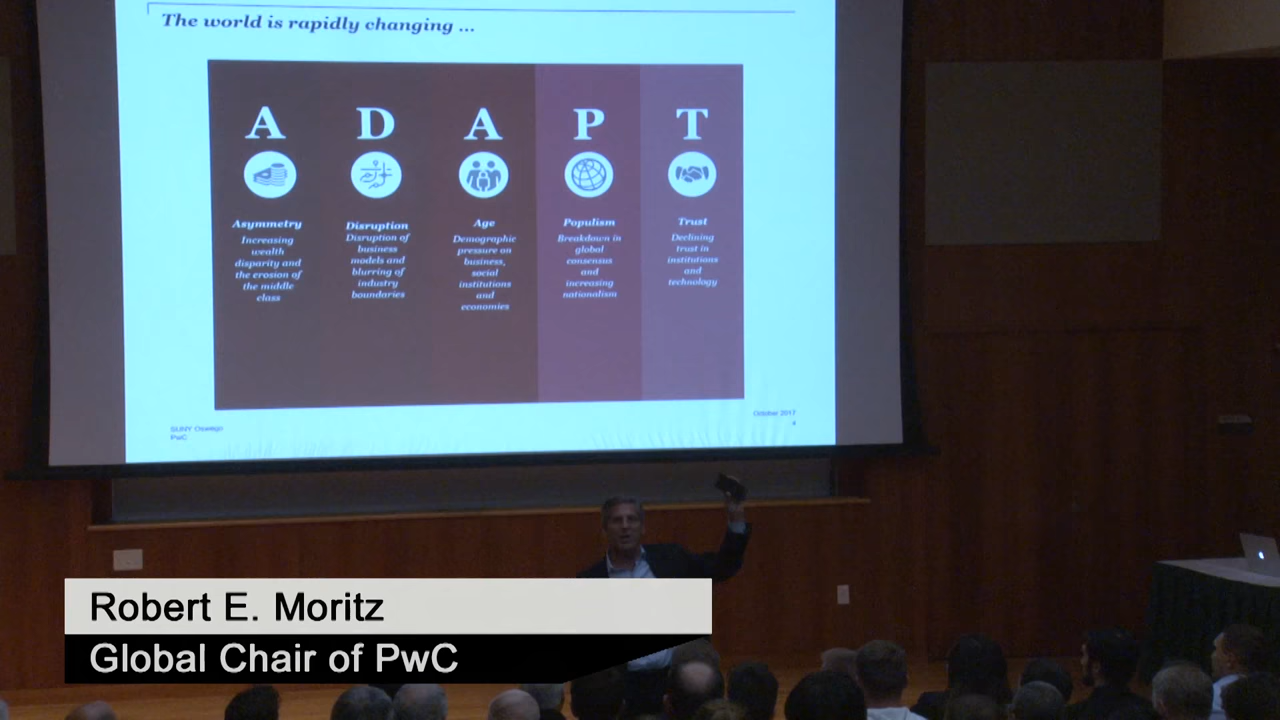 The world is rapidly changing ...
A D A P T
Asymmetry
Increasing
wealth
disparity and
the erosion of
the middle
class
Disruption
Disruption of
business
models and
blurring of
industry
boundaries
Age
Demographic
pressure on
business,
social
institutions
and
economies
Populism
Breakdown in
global
consensus
and
increasing
nationalism
Trust
Declining
trust in
institutions
and
technology
SUNY Oswego
PwC
October 2017
4
Robert E. Moritz
Global Chair of PwC